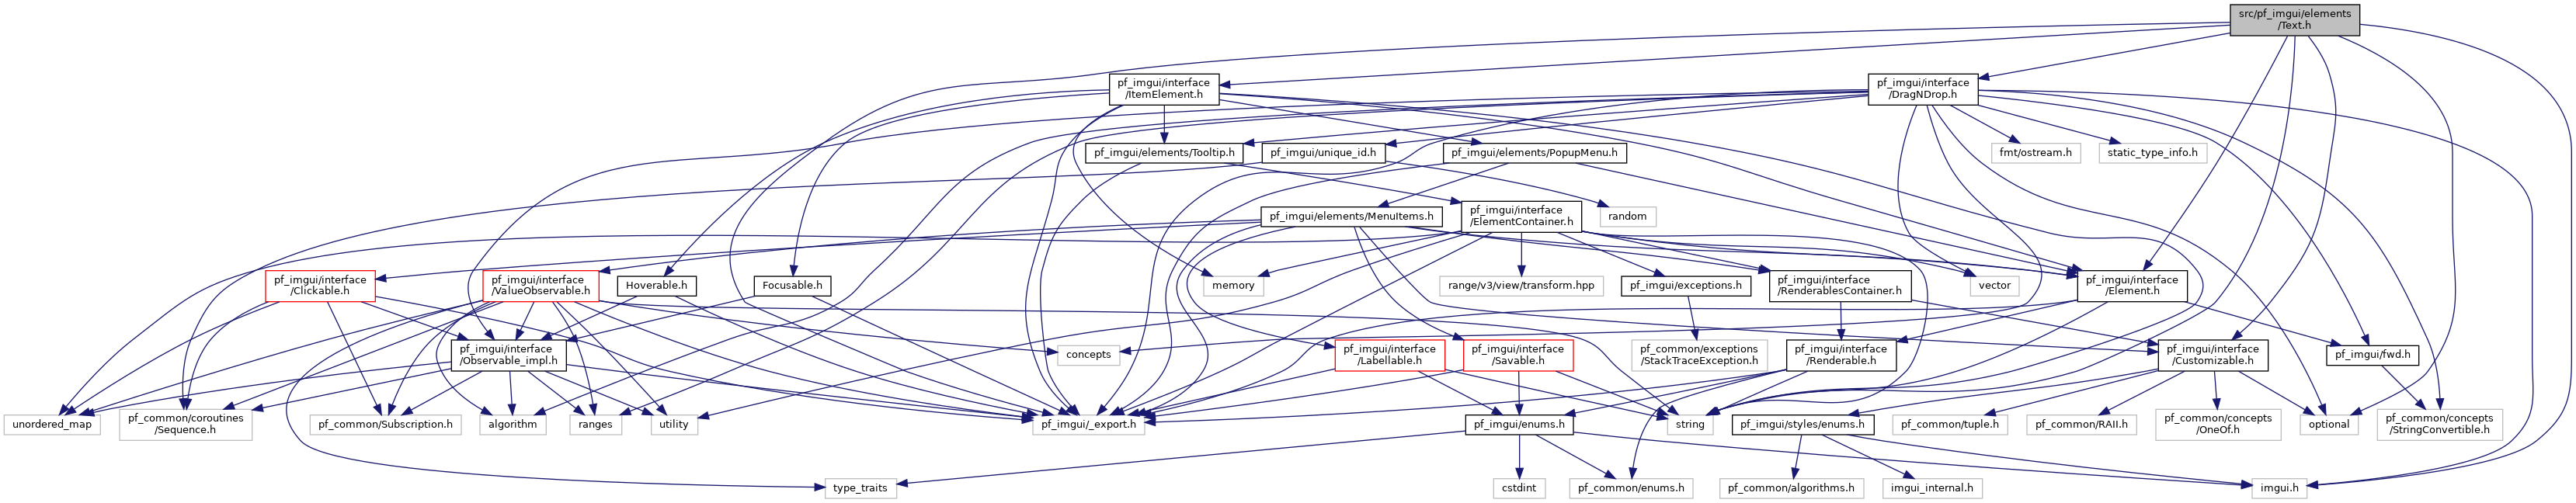 src/pf_imgui/elements
/Text.h
pf_imgui/interface
/ItemElement.h
pf_imgui/interface
/DragNDrop.h
pf_imgui/elements/Tooltip.h
pf_imgui/unique_id.h
pf_imgui/elements/PopupMenu.h
fmt/ostream.h
static_type_info.h
pf_imgui/elements/MenuItems.h
pf_imgui/interface
/ElementContainer.h
random
pf_imgui/interface
/Clickable.h
pf_imgui/interface
/ValueObservable.h
Hoverable.h
Focusable.h
memory
range/v3/view/transform.hpp
pf_imgui/exceptions.h
pf_imgui/interface
/RenderablesContainer.h
vector
pf_imgui/interface
/Element.h
pf_imgui/interface
/Observable_impl.h
concepts
pf_common/exceptions
/StackTraceException.h
pf_imgui/interface
/Labellable.h
pf_imgui/interface
/Savable.h
pf_imgui/interface
/Renderable.h
pf_imgui/interface
/Customizable.h
pf_imgui/fwd.h
unordered_map
pf_common/coroutines
/Sequence.h
pf_common/Subscription.h
algorithm
ranges
utility
pf_imgui/_export.h
pf_imgui/enums.h
string
pf_imgui/styles/enums.h
pf_common/tuple.h
pf_common/RAII.h
pf_common/concepts
/OneOf.h
optional
pf_common/concepts
/StringConvertible.h
type_traits
cstdint
pf_common/enums.h
pf_common/algorithms.h
imgui_internal.h
imgui.h